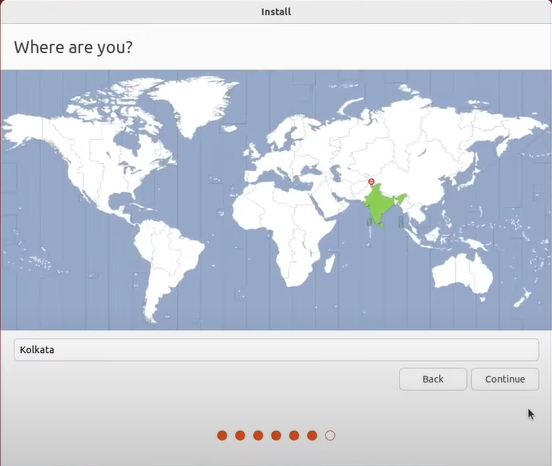 Install
Where are you?
Kolkata
Back
Continue